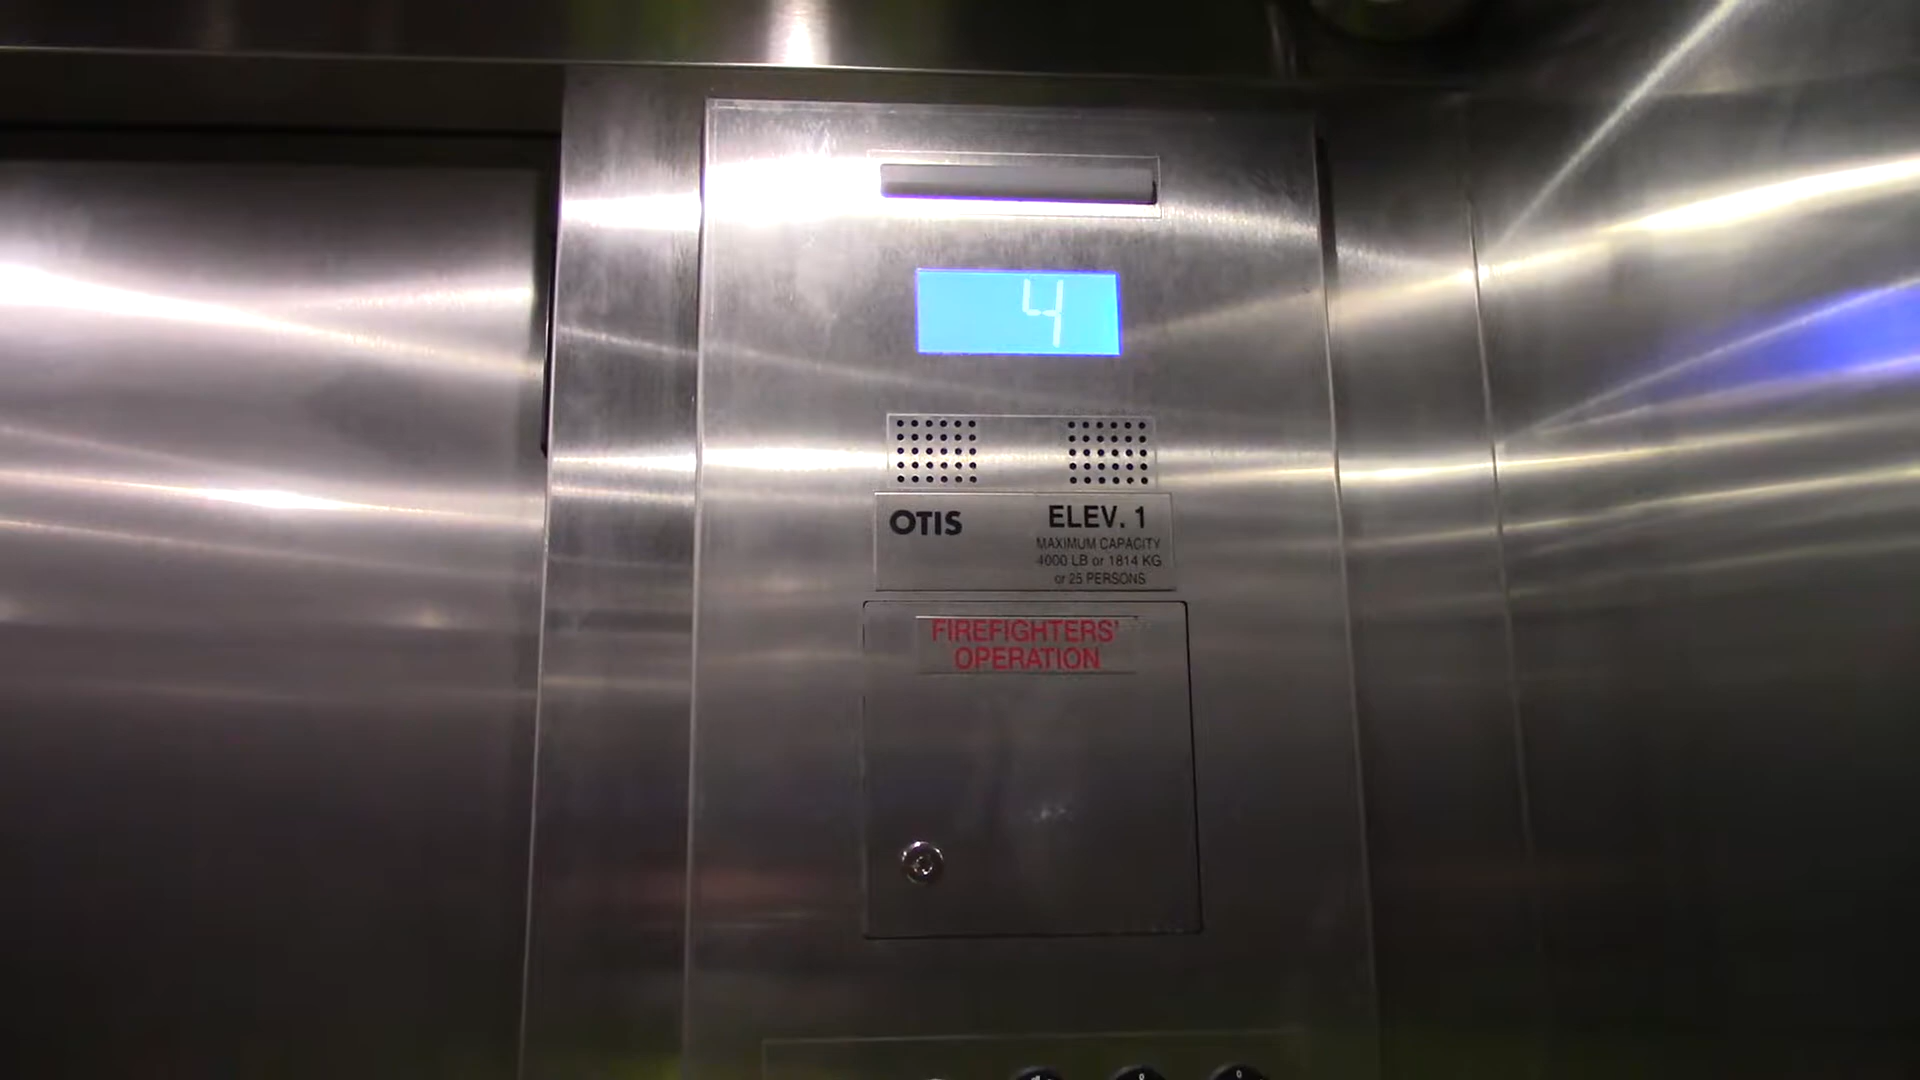 4
OTIS
ELEV. 1
MAXIMUM CAPACITY
4000 LB or 1814 KG
or 25 PERSONS
FIREFIGHTERS'
OPERATION